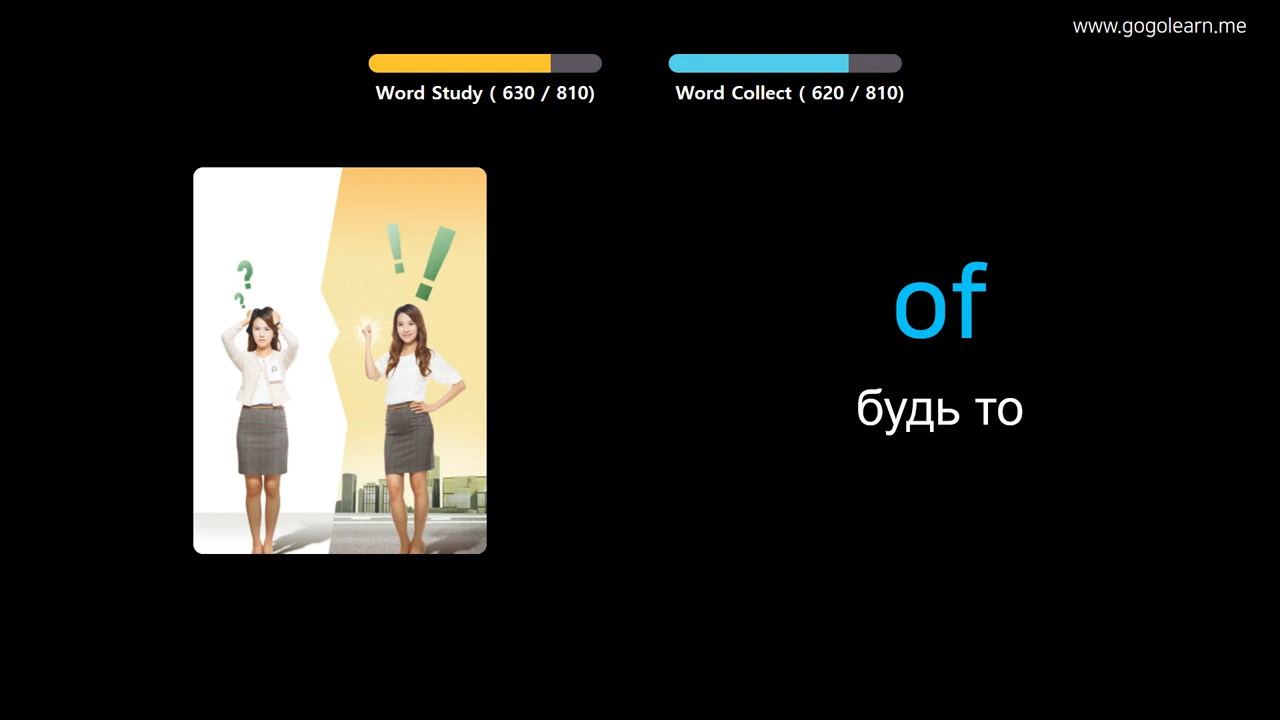 www.gogolearn.me
Word Study ( 630 / 810)
Word Collect ( 620 / 810)
? ! !
?
of
будь то